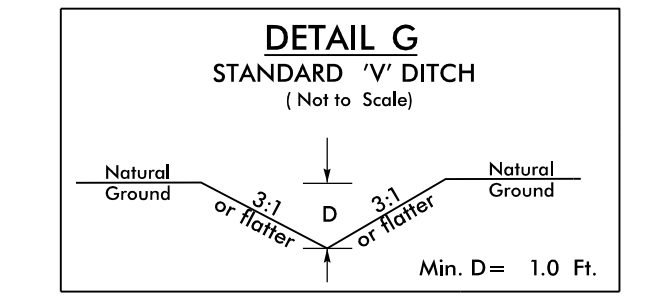 DETAIL G
STANDARD 'V' DITCH
( Not to Scale)
Natural
Ground
3:1
or flatter
D
3:1
or flatter
Natural
Ground
Min. D= 1.0 Ft.